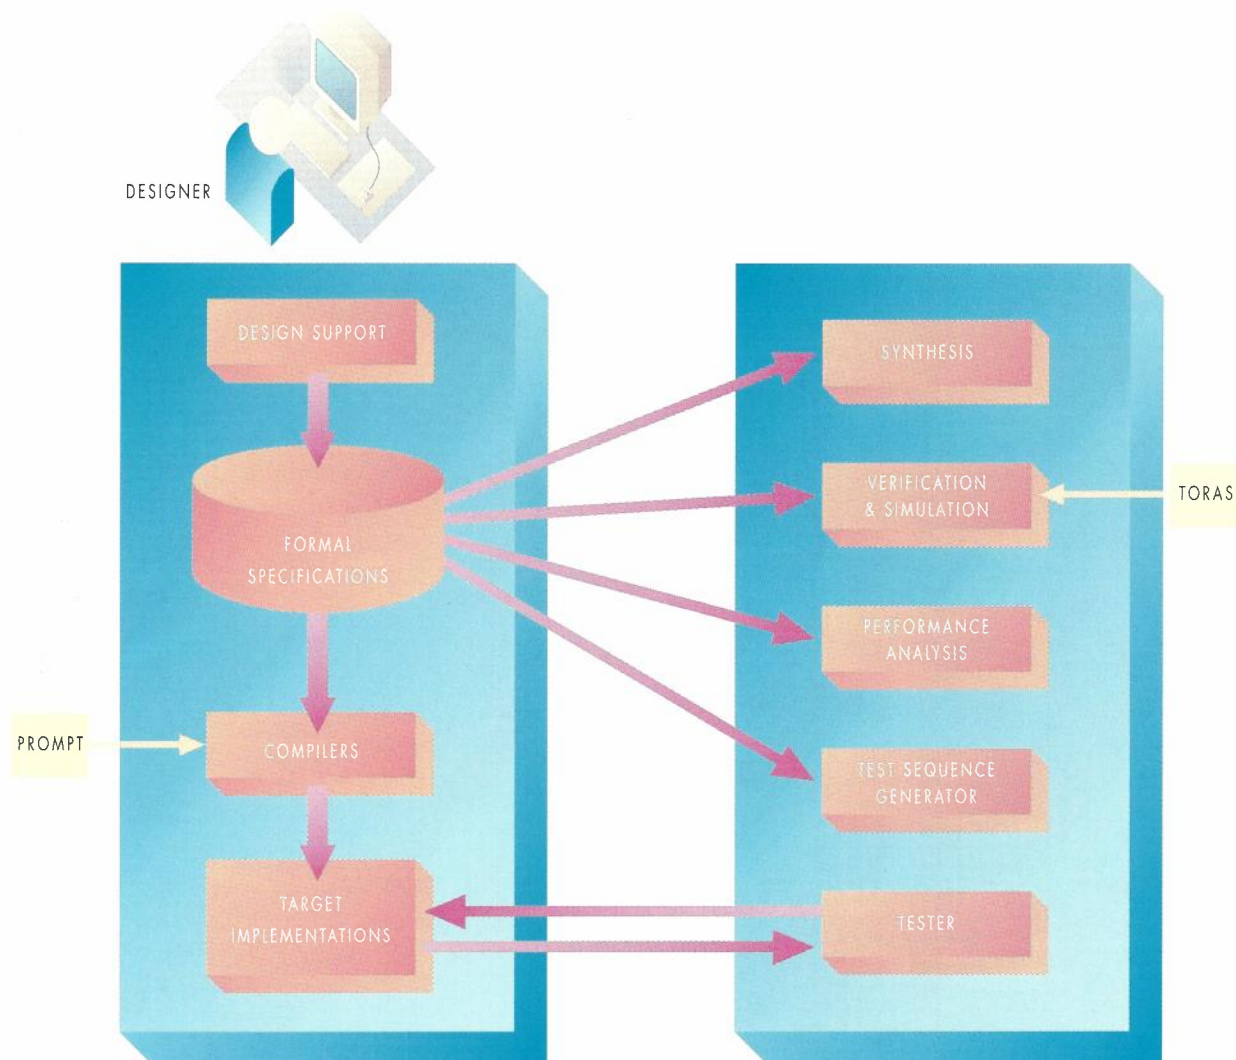 DESIGNER
DESIGN SUPPORT
FORMAL
SPECIFICATIONS
PROMPT
COMPILERS
TARGET
IMPLEMENTATIONS
SYNTHESIS
VERIFICATION
& SIMULATION
TORAS
PERFORMANCE
ANALYSIS
TEST SEQUENCE
GENERATOR
TESTER